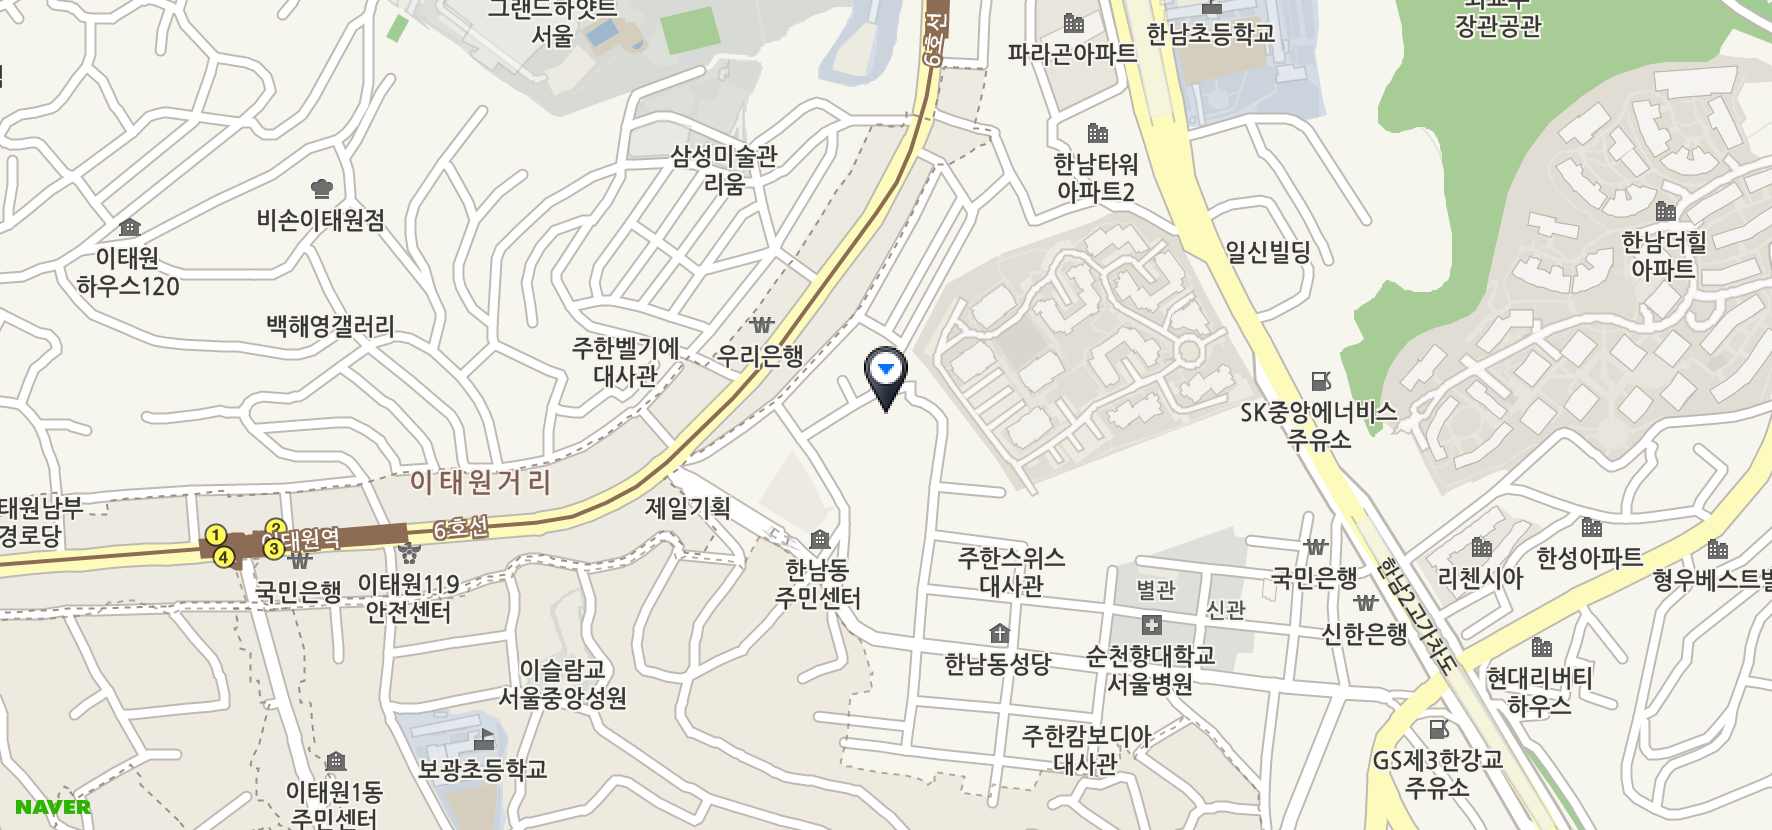 그랜드하얏트
서울
6호선
파라곤아파트
한남초등학교
장관공관
한남타워
아파트2
삼성미술관
리움
비손이태원점
이태원
하우스120
일신빌딩
한남더힐
아파트
백해영갤러리
주한벨기에
대사관
우리은행
SK중앙에너비스
주유소
이태원거리
제일기획
태원남부
경로당
1
2
3
4
이태원역
6호선
국민은행
이태원119
안전센터
한남동
주민센터
주한스위스
대사관
별관
신관
국민은행
신한은행
한남2고가차도
리첸시아
한성아파트
형우베스트빌
이슬람교
서울중앙성원
한남동성당
순천향대학교
서울병원
현대리버티
하우스
주한캄보디아
대사관
GS제3한강교
주유소
보광초등학교
이태원1동
주민센터
NAVER